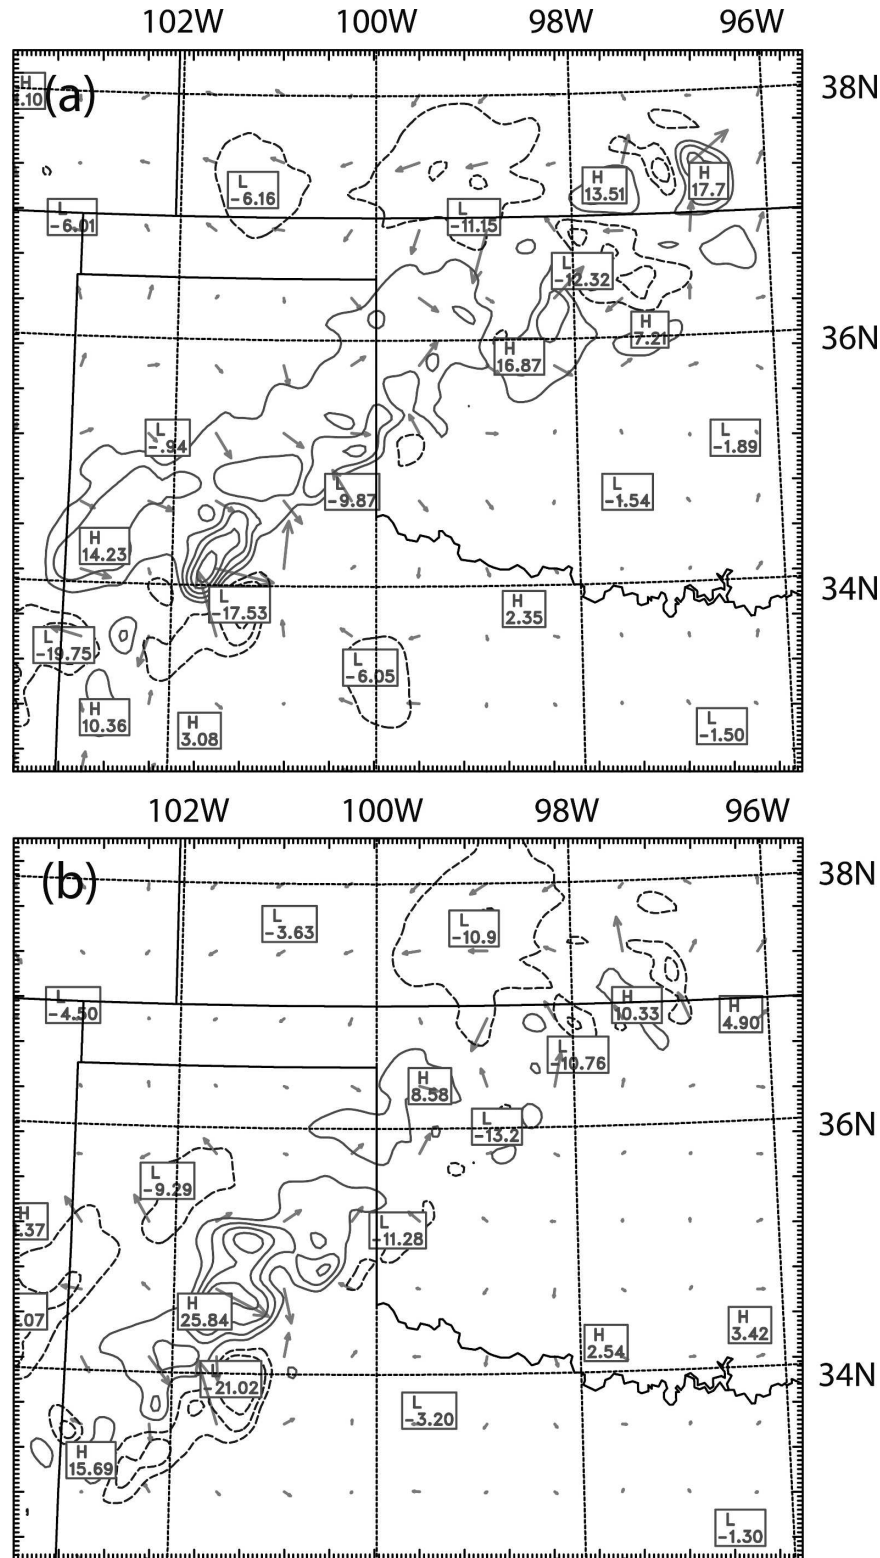 102W 100W 98W 96W
(a)
H
.10
38N
L
-6.16
H
13.51
H
17.7
L
-6.01
L
-11.15
L
-12.32
H
7.21
36N
H
16.87
L
-.94
L
-1.89
L
-9.87
L
-1.54
H
14.23
34N
L
-17.53
H
2.35
L
-19.75
L
-6.05
H
10.36
H
3.08
L
-1.50
102W 100W 98W 96W
(b)
38N
L
-3.63
L
-10.9
L
-4.50
H
10.33
H
4.90
L
-10.76
H
8.58
L
-13.2
36N
L
-9.29
H
.37
L
-11.28
.07
H
25.84
H
2.54
H
3.42
L
-21.02
34N
L
-3.20
H
15.69
L
-1.30